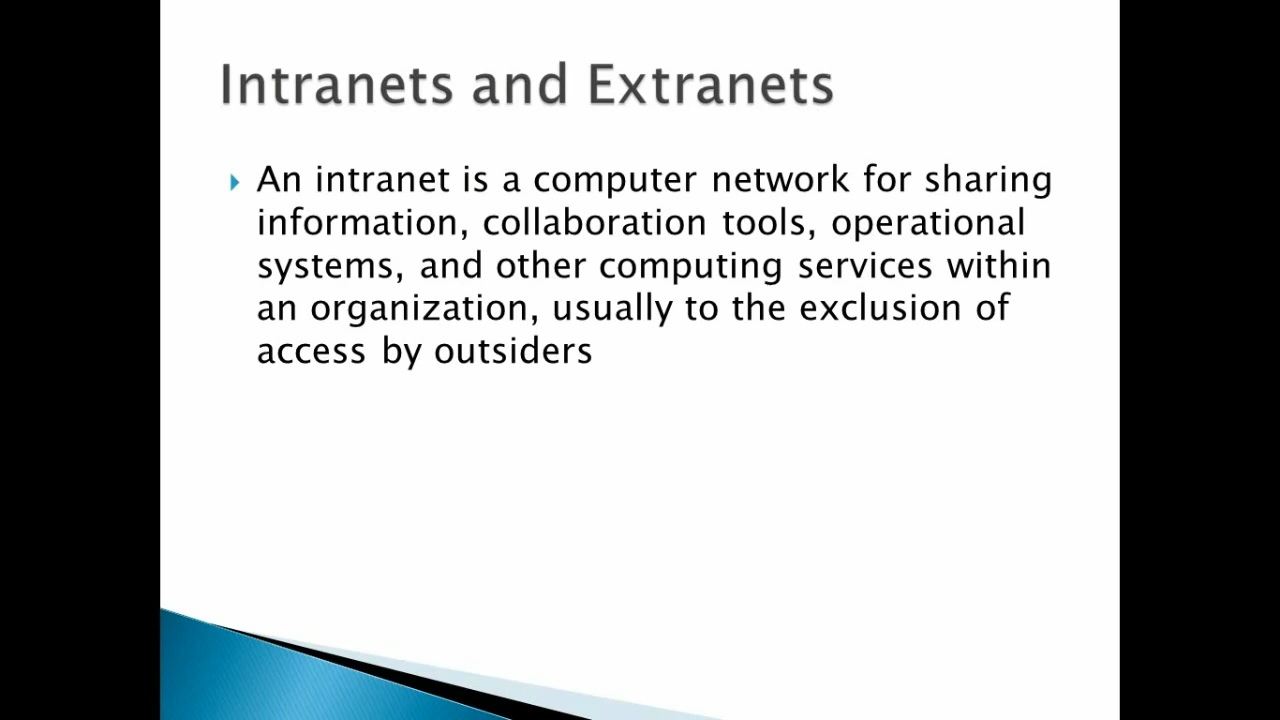 Intranets and Extranets
An intranet is a computer network for sharing
information, collaboration tools, operational
systems, and other computing services within
an organization, usually to the exclusion of
access by outsiders